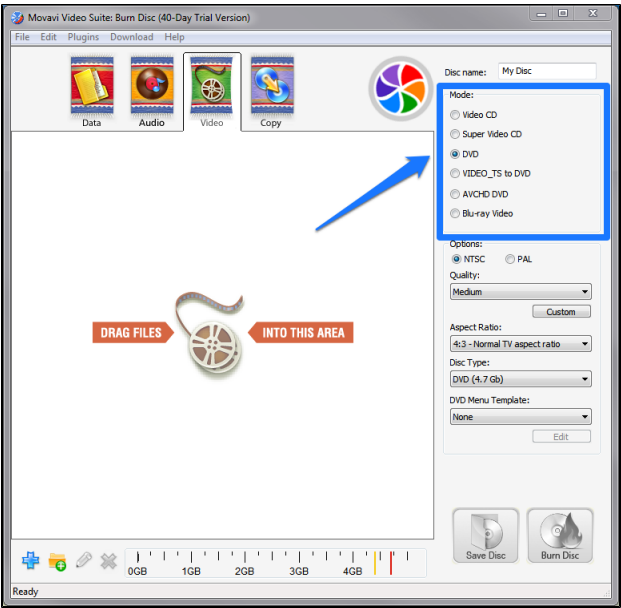 Movavi Video Suite: Burn Disc (40-Day Trial Version)
File Edit Plugins Download Help
Data Audio Video Copy
Disc name: My Disc
Mode:
Video CD
Super Video CD
DVD
VIDEO_TS to DVD
AVCHD DVD
Blu-ray Video
Options:
NTSC PAL
Quality:
Medium
Custom
Aspect Ratio:
4:3 - Normal TV aspect ratio
Disc Type:
DVD (4.7 Gb)
DVD Menu Template:
None
Edit
DRAG FILES INTO THIS AREA
Save Disc Burn Disc
0GB 1GB 2GB 3GB 4GB
Ready